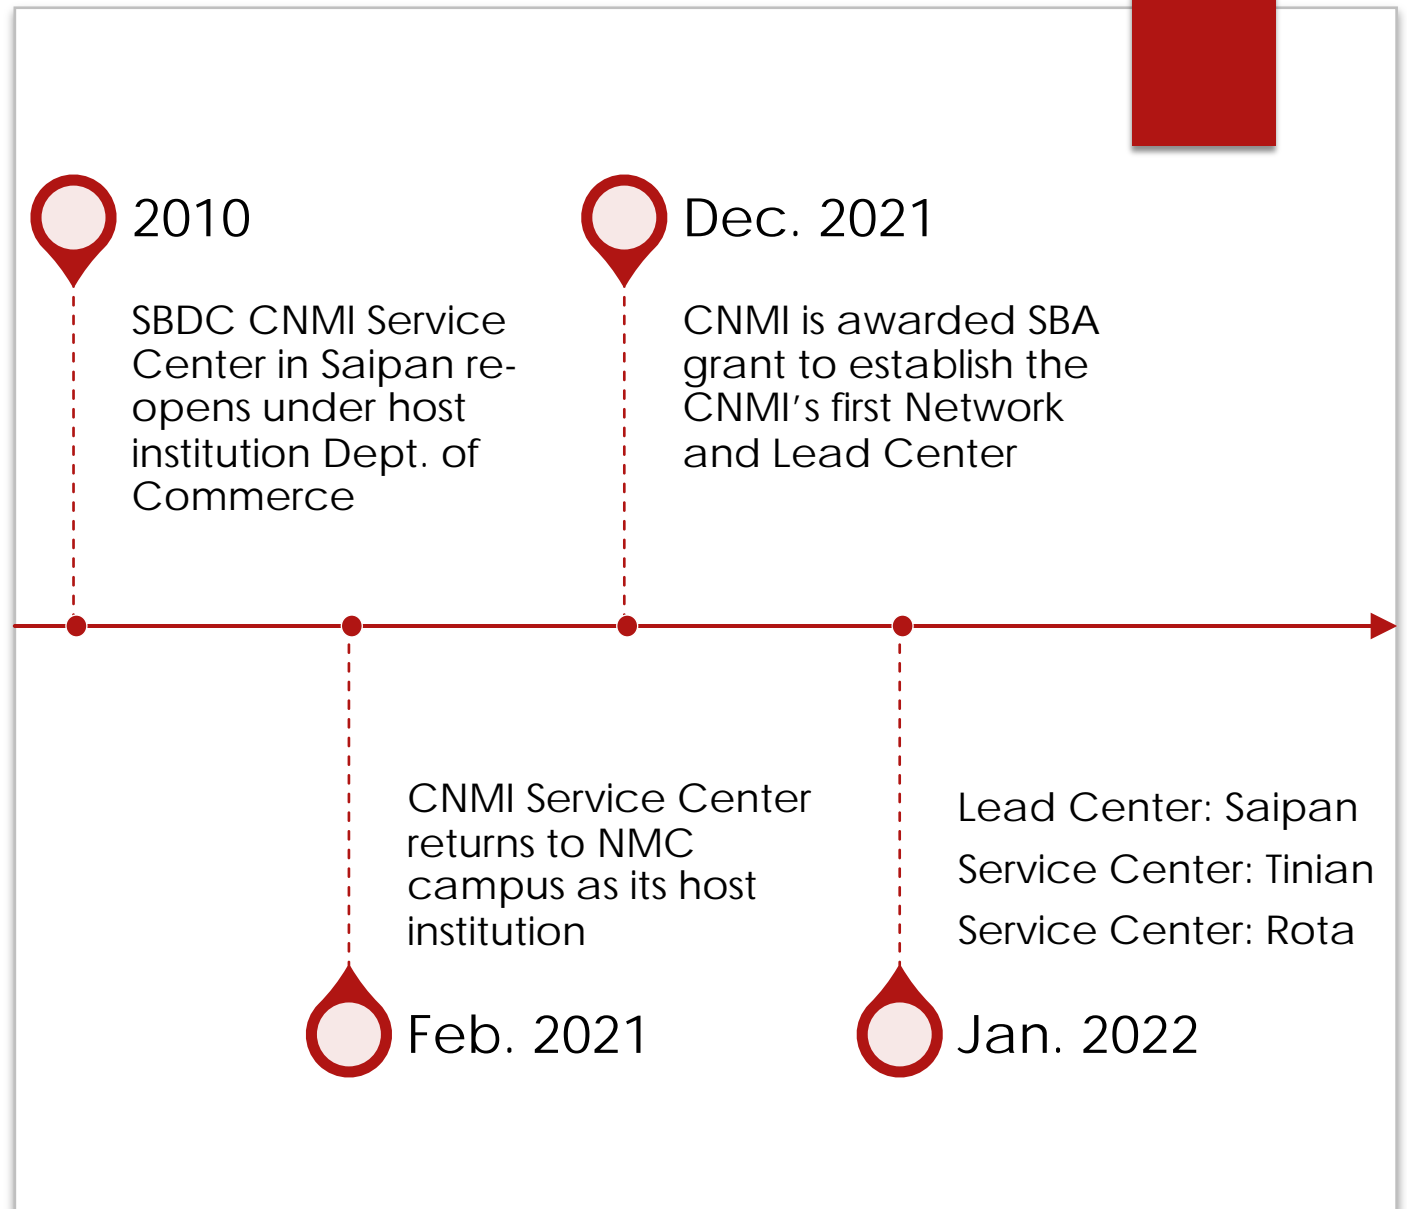 2010
SBDC CNMI Service
Center in Saipan re-
opens under host
institution Dept. of
Commerce
Dec. 2021
CNMI is awarded SBA
grant to establish the
CNMI’s first Network
and Lead Center
CNMI Service Center
returns to NMC
campus as its host
institution
Feb. 2021
Lead Center: Saipan
Service Center: Tinian
Service Center: Rota
Jan. 2022